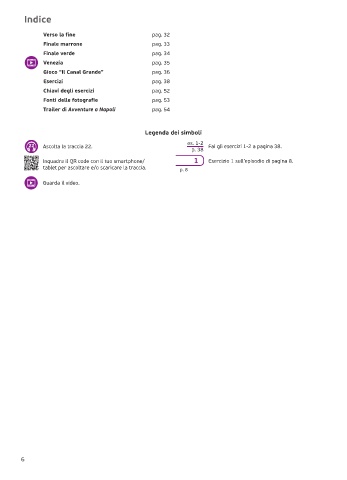 Indice
Verso la fine pag. 32
Finale marrone pag. 33
Finale verde pag. 34
Venezia pag. 35
Gioco "Il Canal Grande" pag. 36
Esercizi pag. 38
Chiavi degli esercizi pag. 52
Fonti delle fotografie pag. 53
Trailer di Avventure a Napoli pag. 54
Legenda dei simboli
Ascolta la traccia 22.
Inquadra il QR code con il tuo smartphone/
tablet per ascoltare e/o scaricare la traccia.
Guarda il video.
es. 1-2
p. 38
Fai gli esercizi 1-2 a pagina 38.
1
p. 8
Esercizio 1 sull'episodio di pagina 8.
6